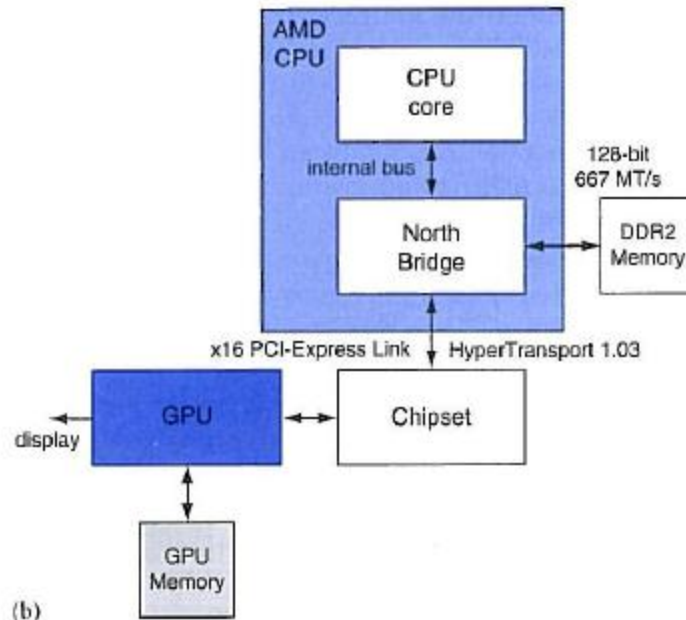 AMD
CPU
CPU
core
internal bus
128-bit
667 MT/s
North
Bridge
DDR2
Memory
x16 PCI-Express Link
HyperTransport 1.03
GPU
Chipset
display
GPU
Memory
(b)